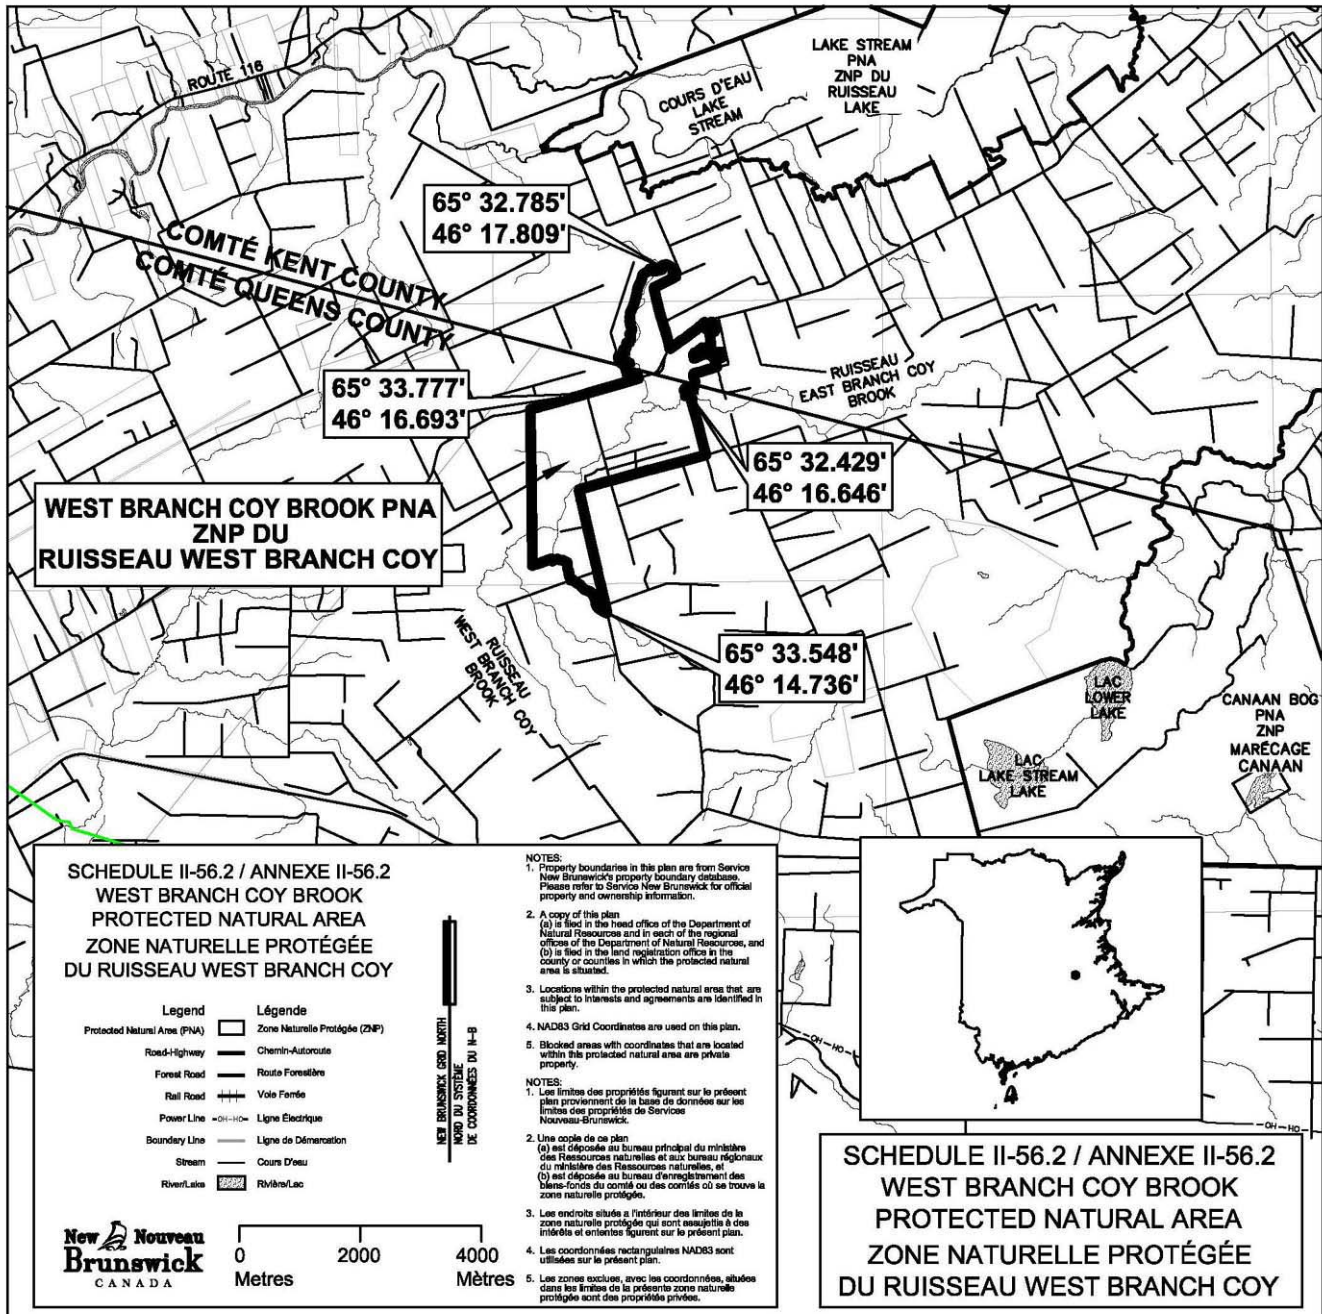 ROUTE 116
LAKE STREAM
PNA
ZNP DU
RUISSEAU
LAKE
COURS D'EAU
LAKE
STREAM
65° 32.785'
46° 17.809'
COMTÉ KENT COUNTY
COMTÉ QUEENS COUNTY
65° 33.777'
46° 16.693'
RUISSEAU
EAST BRANCH COY
BROOK
65° 32.429'
46° 16.646'
WEST BRANCH COY BROOK PNA
ZNP DU
RUISSEAU WEST BRANCH COY
RUISSEAU
WEST BRANCH COY
BROOK
65° 33.548'
46° 14.736'
LAC
LOWER
LAKE
LAC
LAKE STREAM
LAKE
CANAAN BOG
PNA
ZNP
MARÉCAGE
CANAAN
SCHEDULE II-56.2 / ANNEXE II-56.2
WEST BRANCH COY BROOK
PROTECTED NATURAL AREA
ZONE NATURELLE PROTÉGÉE
DU RUISSEAU WEST BRANCH COY
Legend Légende
Protected Natural Area (PNA) Zone Naturelle Protégée (ZNP)
Road-Highway Chemin-Autoroute
Forest Road Route Forestière
Rail Road Voie Ferrée
Power Line -OH-HO- Ligne Électrique
Boundary Line Ligne de Démarcation
Stream Cours D'eau
River/Lake Rivière/Lac
NEW BRUNSWICK GRID NORTH
NORD DU SYSTÈME
DE COORDONNÉES DU N-B
New Nouveau
Brunswick
CANADA
0 2000 4000
Metres Mètres
NOTES:
1. Property boundaries in this plan are from Service
New Brunswick's property boundary database.
Please refer to Service New Brunswick for official
property and ownership information.
2. A copy of this plan
(a) is filed in the head office of the Department of
Natural Resources and in each of the regional
offices of the Department of Natural Resources, and
(b) is filed in the land registration office in the
county or counties in which the protected natural
area is situated.
3. Locations within the protected natural area that are
subject to interests and agreements are identified in
this plan.
4. NAD83 Grid Coordinates are used on this plan.
5. Blocked areas with coordinates that are located
within this protected natural area are private
property.
NOTES:
1. Les limites des propriétés figurant sur le présent
plan proviennent de la base de données sur les
limites des propriétés de Services
Nouveau-Brunswick.
2. Une copie de ce plan
(a) est déposée au bureau principal du ministère
des Ressources naturelles et aux bureau régionaux
du ministère des Ressources naturelles, et
(b) est déposée au bureau d'enregistrement des
biens-fonds du comté ou des comtés où se trouve la
zone naturelle protégée.
3. Les endroits situés a l'intérieur des limites de la
zone naturelle protégée qui sont assujettis à des
intérêts et ententes figurent sur le présent plan.
4. Les coordonnées rectangulaires NAD83 sont
utilisées sur le présent plan.
5. Les zones exclues, avec les coordonnées, situées
dans les limites de la présente zone naturelle
protégée sont des propriétés privées.
OH-HO
OH-HO
SCHEDULE II-56.2 / ANNEXE II-56.2
WEST BRANCH COY BROOK
PROTECTED NATURAL AREA
ZONE NATURELLE PROTÉGÉE
DU RUISSEAU WEST BRANCH COY